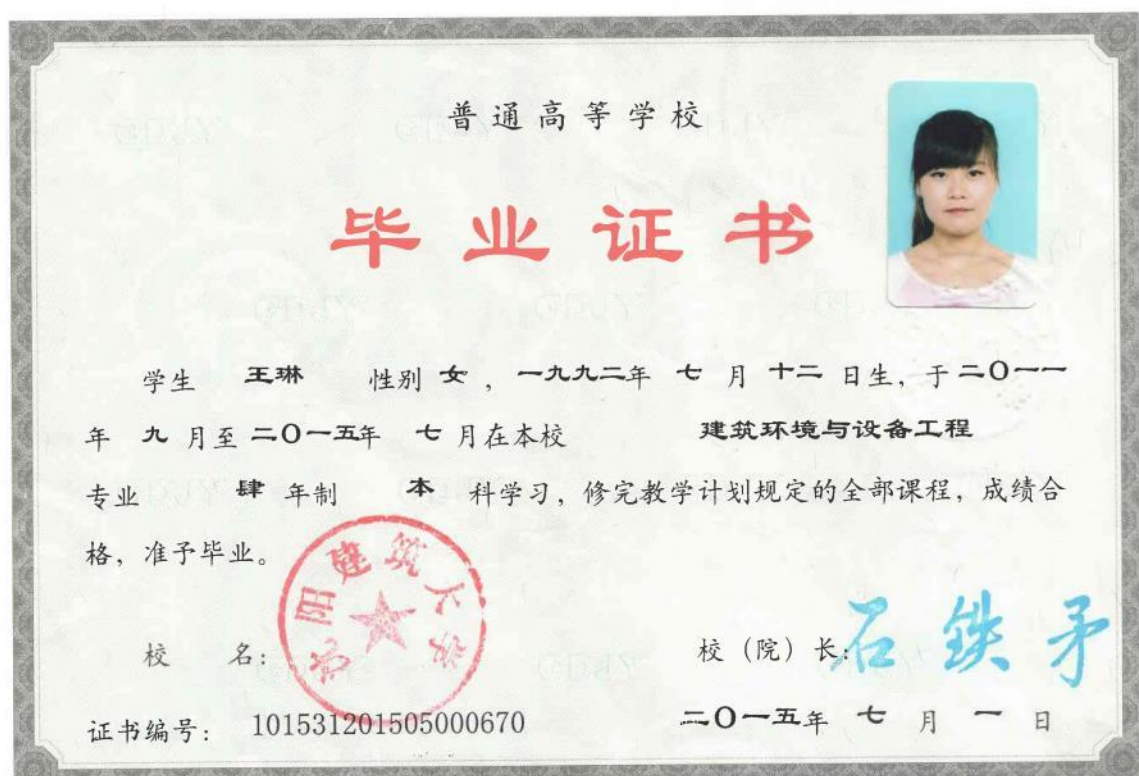 普通高等学校
毕业证书
学生 王琳 性别 女 ，一九九二年 七 月 十二 日生，于 二〇一一
年 九 月至 二〇一五年 七 月在本校 建筑环境与设备工程
专业 肆 年制 本 科学习，修完教学计划规定的全部课程，成绩合
格，准予毕业。
沈阳建筑大学
校 名： 校（院）长：石铁矛
证书编号： 101531201505000670 二〇一五年 七 月 一 日